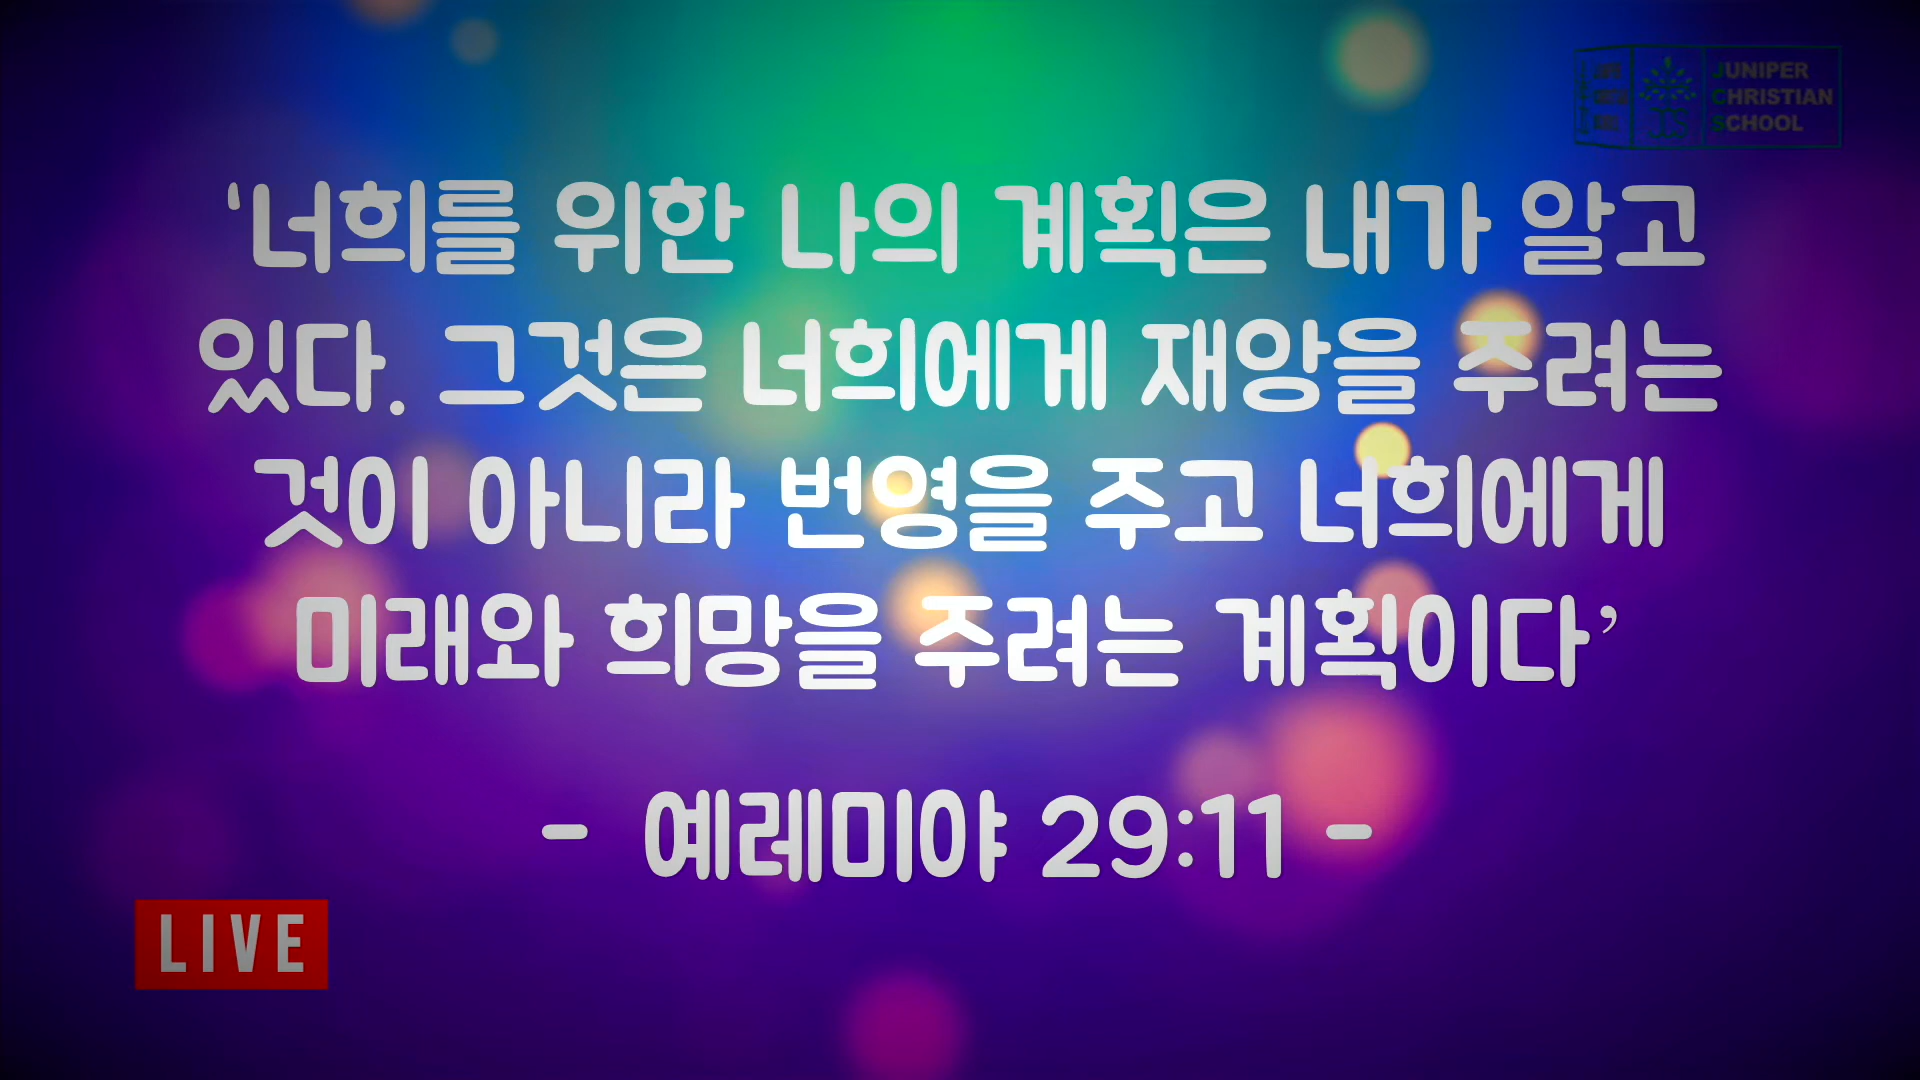 JUNIPER
CHRISTIAN
SCHOOL
‘너희를 위한 나의 계획은 내가 알고
있다. 그것은 너희에게 재앙을 주려는
것이 아니라 번영을 주고 너희에게
미래와 희망을 주려는 계획이다’
- 예레미야 29:11 -
LIVE